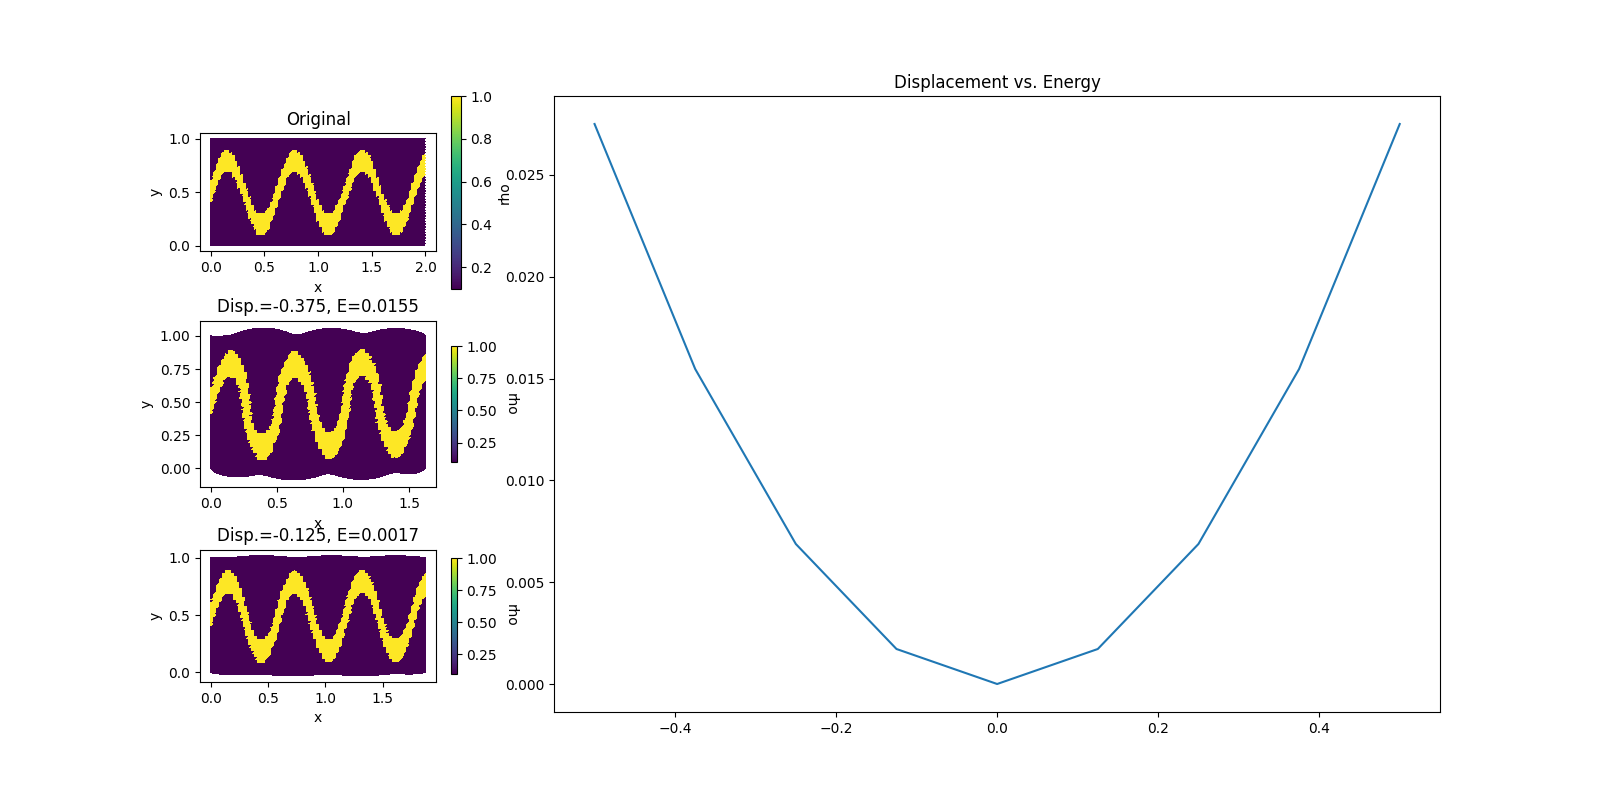 Original
y
1.0
0.5
0.0
0.0 0.5 1.0 1.5 2.0
x
1.0
0.8
0.6
0.4
0.2
rho
Disp.=-0.375, E=0.0155
y
1.00
0.75
0.50
0.25
0.00
0.0 0.5 1.0 1.5
x
1.00
0.75
0.50
0.25
rho
Disp.=-0.125, E=0.0017
y
1.0
0.5
0.0
0.0 0.5 1.0 1.5
x
1.00
0.75
0.50
0.25
rho
Displacement vs. Energy
0.025
0.020
0.015
0.010
0.005
0.000
−0.4 −0.2 0.0 0.2 0.4